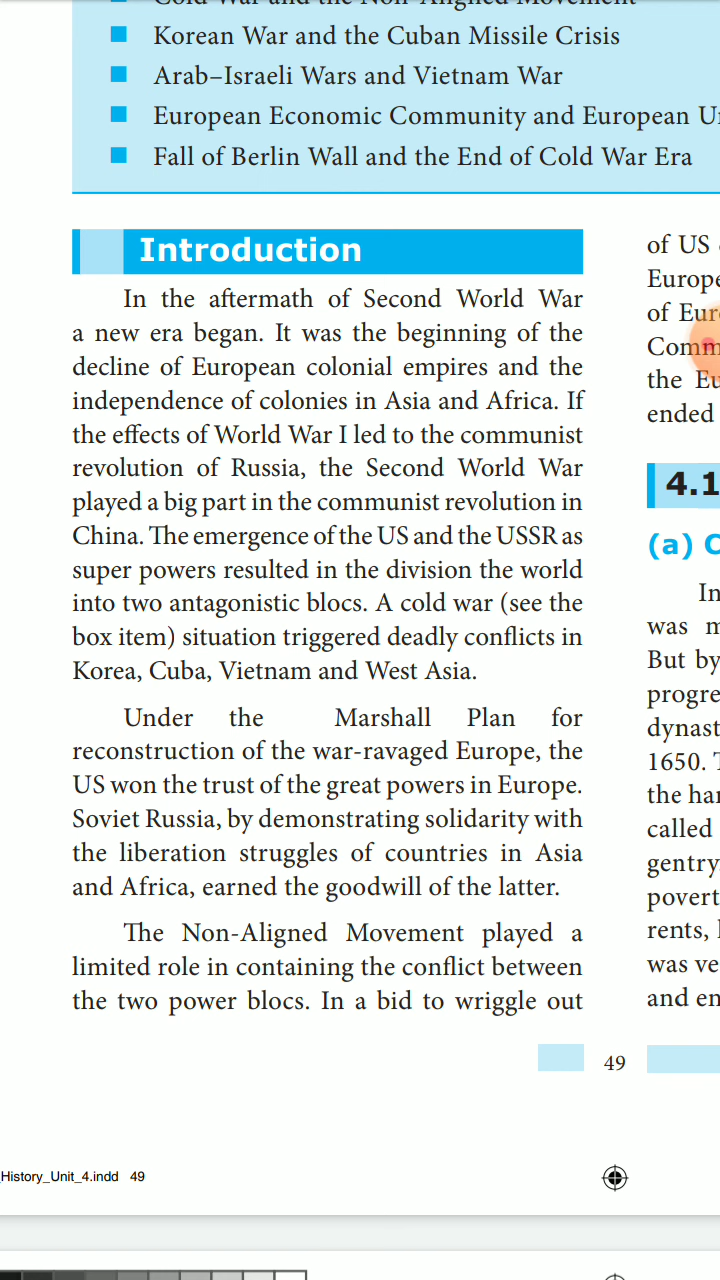 Korean War and the Cuban Missile Crisis
Arab–Israeli Wars and Vietnam War
European Economic Community and European
Fall of Berlin Wall and the End of Cold War Era
Introduction
In the aftermath of Second World War
a new era began. It was the beginning of the
decline of European colonial empires and the
independence of colonies in Asia and Africa. If
the effects of World War I led to the communist
revolution of Russia, the Second World War
played a big part in the communist revolution in
China. The emergence of the US and the USSR as
super powers resulted in the division the world
into two antagonistic blocs. A cold war (see the
box item) situation triggered deadly conflicts in
Korea, Cuba, Vietnam and West Asia.
Under the Marshall Plan for
reconstruction of the war-ravaged Europe, the
US won the trust of the great powers in Europe.
Soviet Russia, by demonstrating solidarity with
the liberation struggles of countries in Asia
and Africa, earned the goodwill of the latter.
The Non-Aligned Movement played a
limited role in containing the conflict between
the two power blocs. In a bid to wriggle out
of US
of
the
ended
4.1
(a)
In
was
But by
1650.
the
called
gentry
rents,
was
and
49
History_Unit_4.indd 49